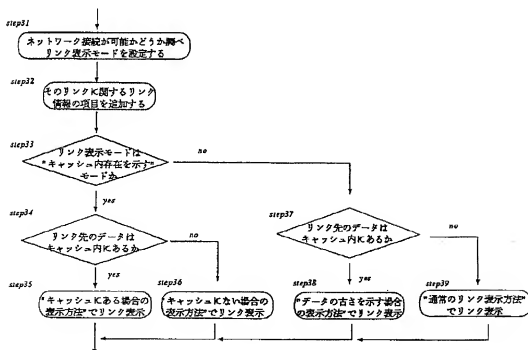 step31
ネットワーク接続が可能かどうか調べ
リンク表示モードを設定する
step32
そのリンクに関するリンク
情報の項目を追加する
step33
リンク表示モードは
"キャッシュ内存在を示す"
モードか
no
yes
step34
リンク先のデータは
キャッシュ内にあるか
no
yes
step37
リンク先のデータは
キャッシュ内にあるか
no
yes
step35
"キャッシュにある場合の
表示方法"でリンク表示
step36
"キャッシュにない場合の
表示方法"でリンク表示
step38
"データの古さを示す場合
の表示方法"でリンク表示
step39
"通常のリンク表示方法"
でリンク表示